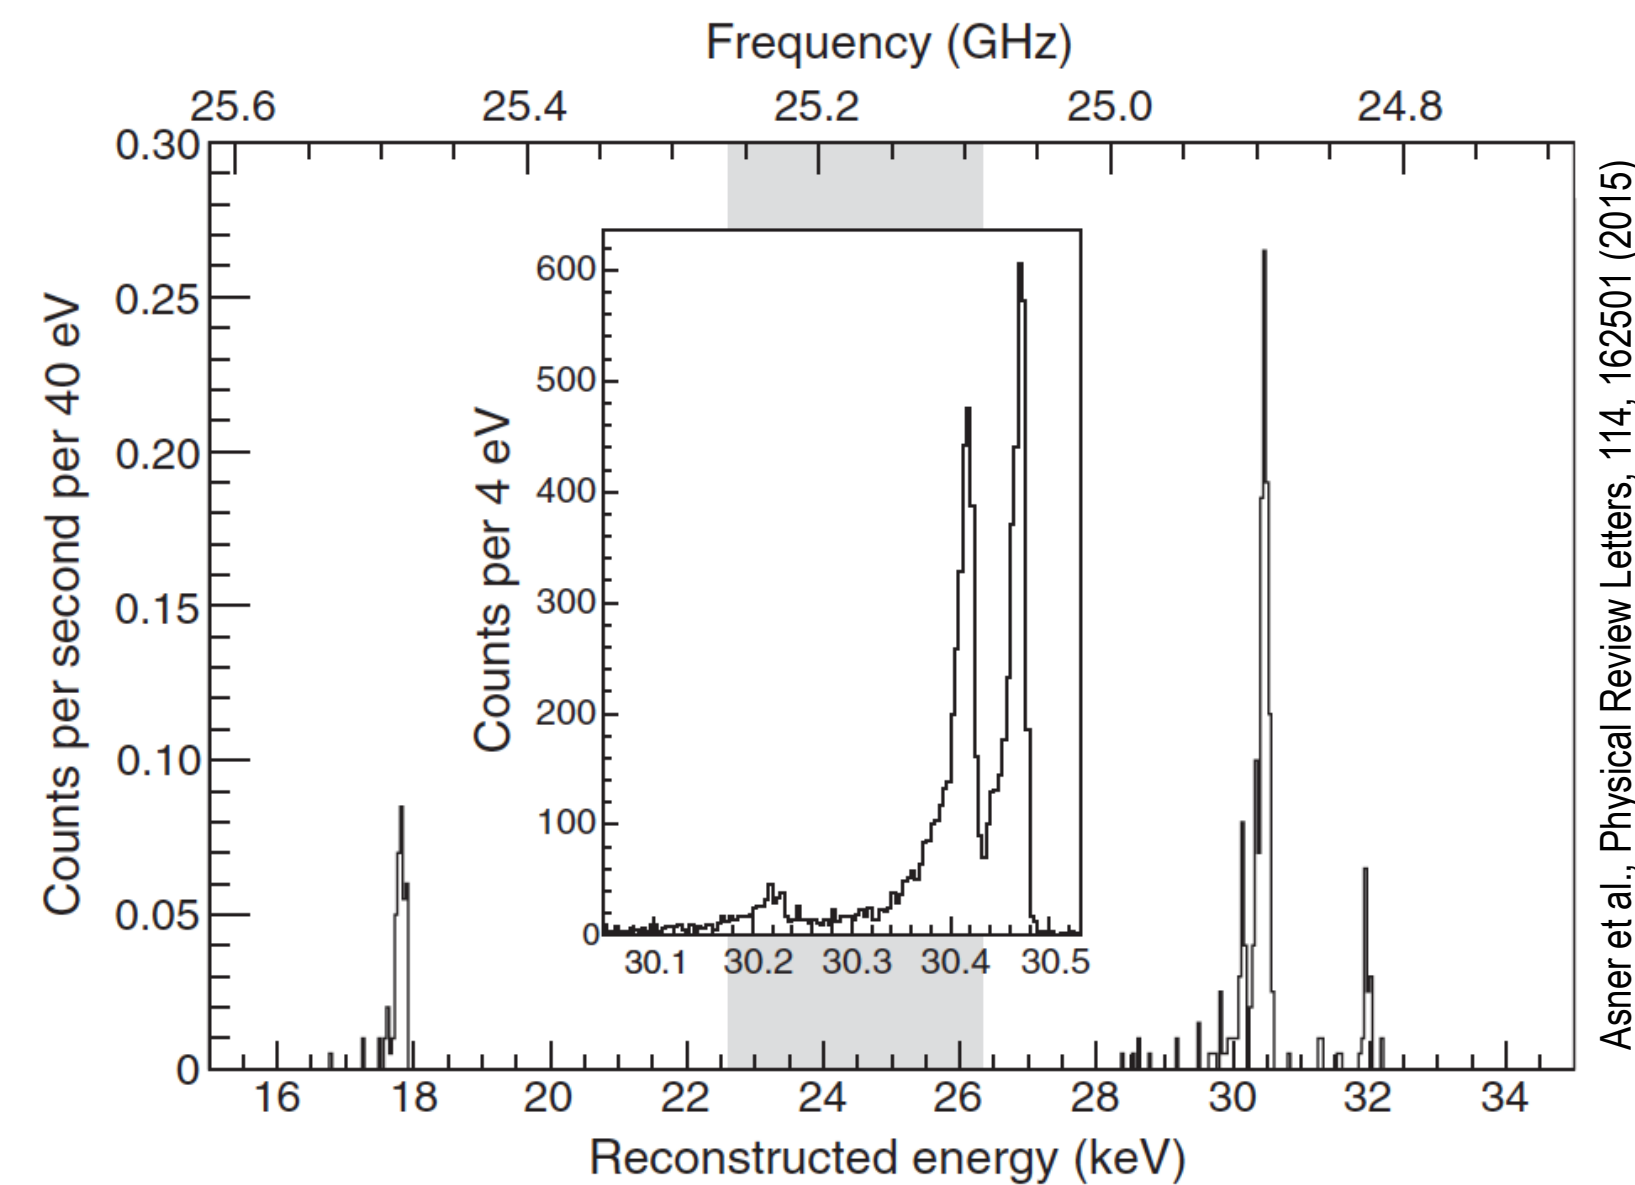 Frequency (GHz)
25.6 25.4 25.2 25.0 24.8
0.30
0.25
0.20
0.15
0.10
0.05
0
Counts per second per 40 eV
600
500
400
300
200
100
0
Counts per 4 eV
30.1 30.2 30.3 30.4 30.5
16 18 20 22 24 26 28 30 32 34
Reconstructed energy (keV)
Asner et al., Physical Review Letters, 114, 162501 (2015)